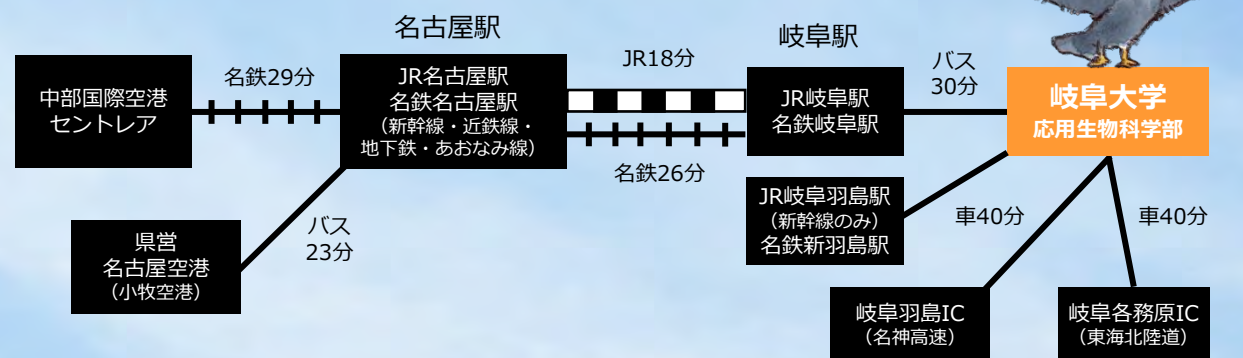 名古屋駅
岐阜駅
中部国際空港
セントレア
名鉄29分
JR名古屋駅
名鉄名古屋駅
（新幹線・近鉄線・
地下鉄・あおなみ線）
JR18分
名鉄26分
JR岐阜駅
名鉄岐阜駅
バス
30分
岐阜大学
応用生物科学部
県営
名古屋空港
（小牧空港）
バス
23分
JR岐阜羽島駅
（新幹線のみ）
名鉄新羽島駅
車40分
車40分
岐阜羽島IC
（名神高速）
岐阜各務原IC
（東海北陸道）